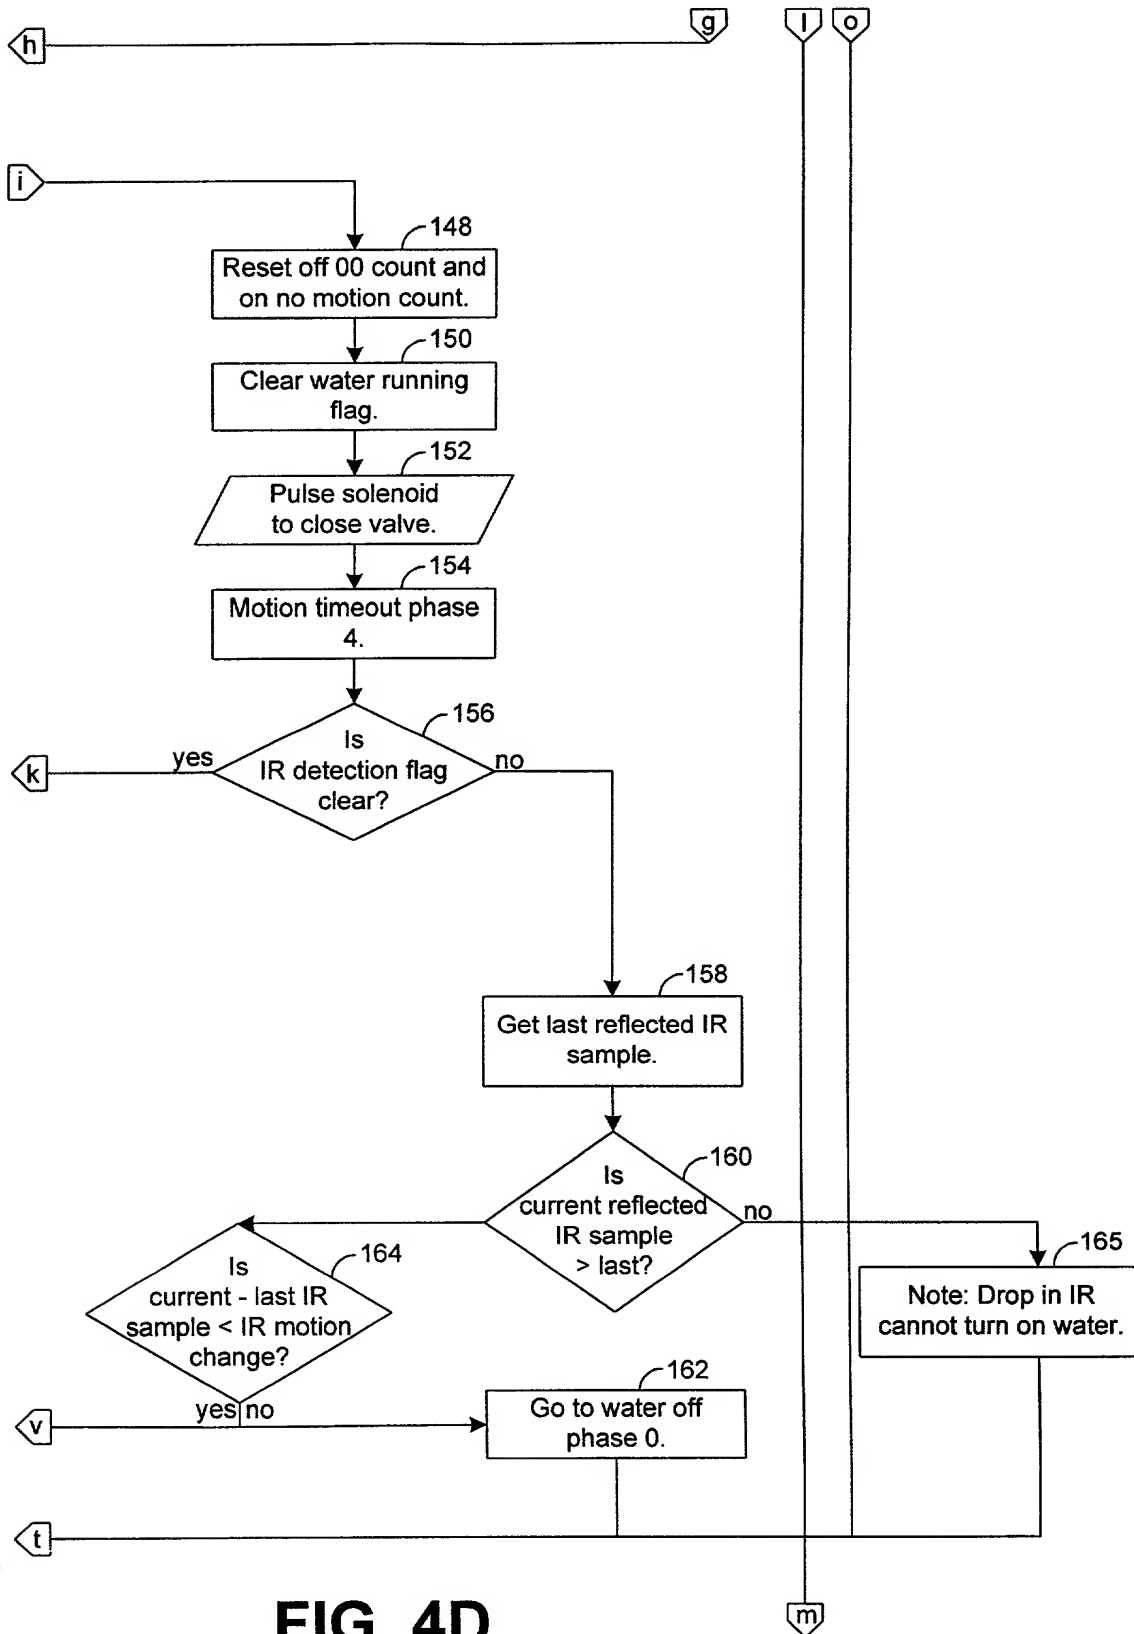 g
l
o
h
i
148
Reset off 00 count and
on no motion count.
150
Clear water running
flag.
152
Pulse solenoid
to close valve.
154
Motion timeout phase
4.
156
Is
IR detection flag
clear?
yes
no
k
158
Get last reflected IR
sample.
160
Is
current reflected
IR sample
> last?
no
164
Is
current - last IR
sample < IR motion
change?
yes
no
165
Note: Drop in IR
cannot turn on water.
162
Go to water off
phase 0.
v
t
m
FIG. 4D